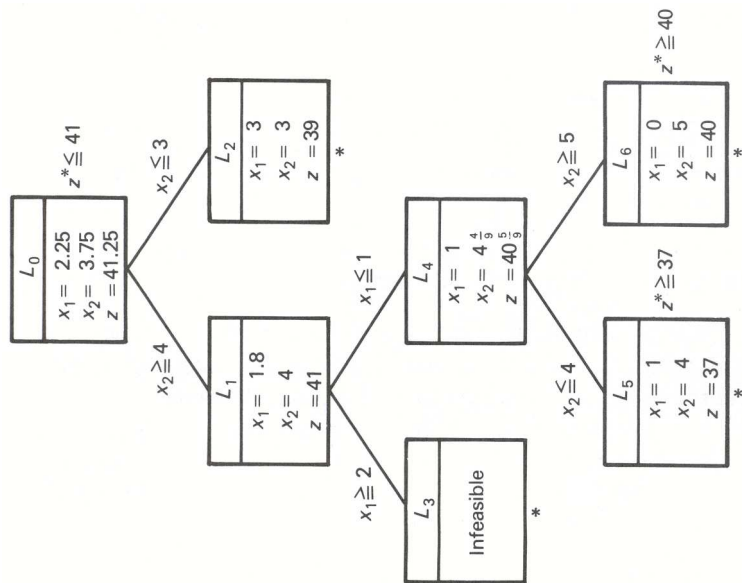 L₀
z* ≦ 41
x₁ = 2.25
x₂ = 3.75
z = 41.25
x₂ ≧ 4
x₂ ≦ 3
L₁
x₁ = 1.8
x₂ = 4
z = 41
L₂
x₁ = 3
x₂ = 3
z = 39
*
x₁ ≧ 2
x₁ ≦ 1
L₃
Infeasible
*
L₄
x₁ = 1
x₂ = 4 4/9
z = 40 5/9
x₂ ≦ 4
x₂ ≧ 5
L₅
z* ≧ 37
x₁ = 1
x₂ = 4
z = 37
*
L₆
z* ≧ 40
x₁ = 0
x₂ = 5
z = 40
*